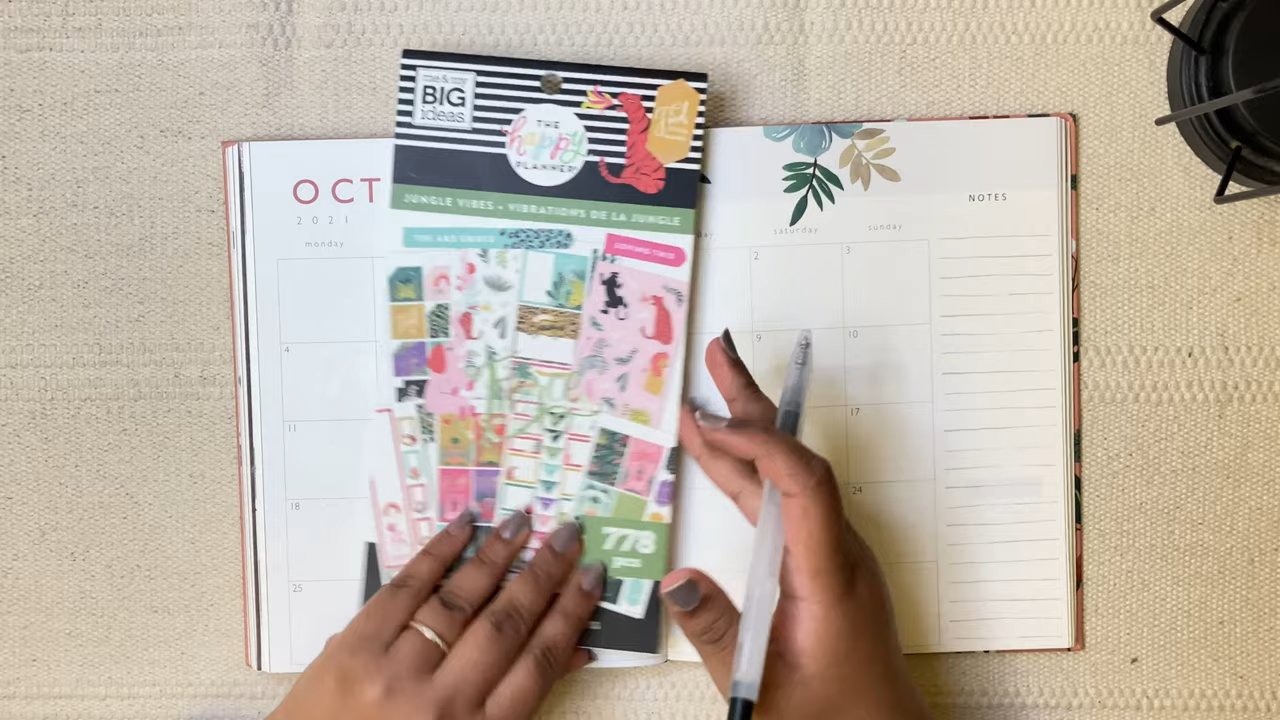 me & my
BIG
ideas.
THE
happy
PLANNER
JUNGLE VIBES • VIBRATIONS DE LA JUNGLE
778
pcs
OCT
2021
monday
saturday
sunday
NOTES
2
3
4
9
10
11
17
18
24
25